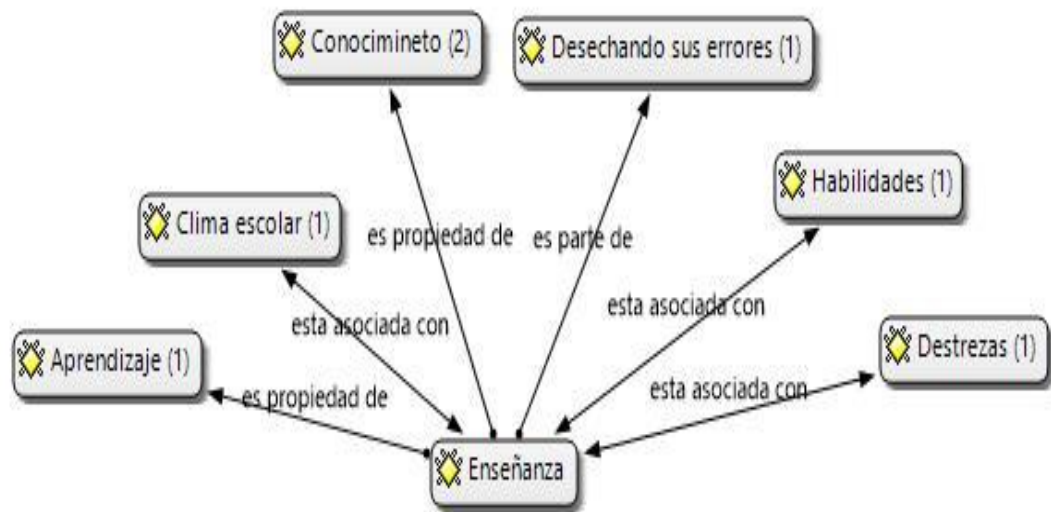 Conocimineto (2)
Desechando sus errores (1)
Habilidades (1)
Clima escolar (1)
es propiedad de
es parte de
esta asociada con
esta asociada con
Aprendizaje (1)
Destrezas (1)
es propiedad de
esta asociada con
Enseñanza